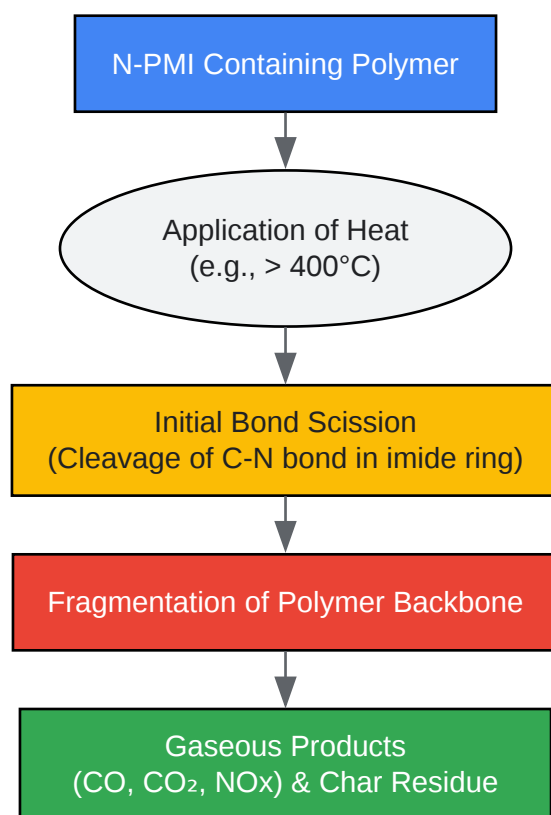 N-PMI Containing Polymer
Application of Heat
(e.g., > 400°C)
Initial Bond Scission
(Cleavage of C-N bond in imide ring)
Fragmentation of Polymer Backbone
Gaseous Products
(CO, CO₂, NOx) & Char Residue